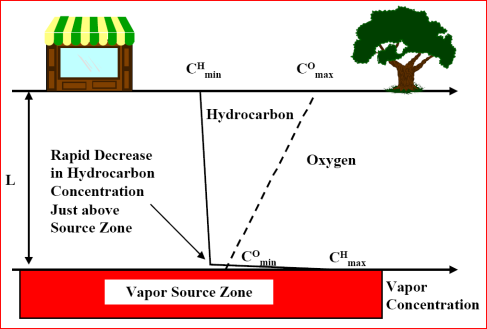 C^H_min
C^O_max
Hydrocarbon
Rapid Decrease
in Hydrocarbon
Concentration
Just above
Source Zone
Oxygen
L
C^O_min
C^H_max
Vapor Source Zone
Vapor
Concentration